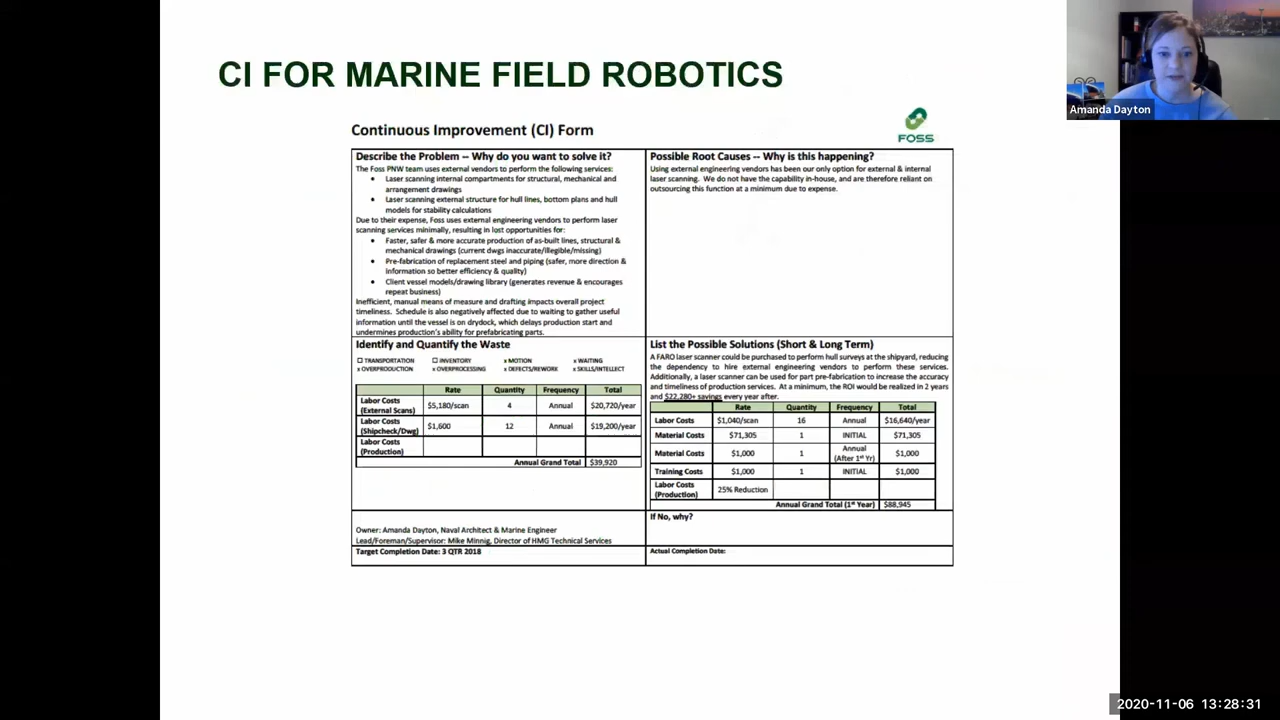 CI FOR MARINE FIELD ROBOTICS
Amanda Dayton
Continuous Improvement (CI) Form
FOSS
Describe the Problem -- Why do you want to solve it?
The Foss PNW team uses external vendors to perform the following services:
• Laser scanning internal compartments for structural, mechanical and
arrangement drawings
• Laser scanning external structure for hull lines, bottom plans and hull
models for stability calculations
Due to their expense, Foss uses external engineering vendors to perform laser
scanning services minimally, resulting in lost opportunities for:
• Faster, safer & more accurate production of as-built lines, structural &
mechanical drawings (current dwgs inaccurate/illegible/missing)
• Pre-fabrication of replacement steel and piping (safer, more direction &
information so better efficiency & quality)
• Client vessel models/drawing library (generates revenue & encourages
repeat business)
Inefficient, manual means of measure and drafting impacts overall project
timeliness. Schedule is also negatively affected due to waiting to gather useful
information until the vessel is on drydock, which delays production start and
undermines production's ability for prefabricating parts.
Possible Root Causes -- Why is this happening?
Using external engineering vendors has been our only option for external & internal
laser scanning. We do not have the capability in-house, and are therefore reliant on
outsourcing this function at a minimum due to expense.
Identify and Quantify the Waste
☐ TRANSPORTATION ☐ INVENTORY x MOTION x WAITING
x OVERPRODUCTION x OVERPROCESSING x DEFECTS/REWORK x SKILLS/INTELLECT
Rate Quantity Frequency Total
Labor Costs
(External Scans) $5,180/scan 4 Annual $20,720/year
Labor Costs
(Shipcheck/Dwg) $1,600 12 Annual $19,200/year
Labor Costs
(Production)
Annual Grand Total $39,920
List the Possible Solutions (Short & Long Term)
A FARO laser scanner could be purchased to perform hull surveys at the shipyard, reducing
the dependency to hire external engineering vendors to perform these services.
Additionally, a laser scanner can be used for part pre-fabrication to increase the accuracy
and timeliness of production services. At a minimum, the ROI would be realized in 2 years
and $22,280+ savings every year after.
Rate Quantity Frequency Total
Labor Costs $1,040/scan 16 Annual $16,640/year
Material Costs $71,305 1 INITIAL $71,305
Material Costs $1,000 1 Annual
(After 1st Yr) $1,000
Training Costs $1,000 1 INITIAL $1,000
Labor Costs
(Production) 25% Reduction
Annual Grand Total (1st Year) $88,945
Owner: Amanda Dayton, Naval Architect & Marine Engineer
Lead/Foreman/Supervisor: Mike Minnig, Director of HMG Technical Services
If No, why?
Target Completion Date: 3 QTR 2018
Actual Completion Date:
2020-11-06 13:28:31